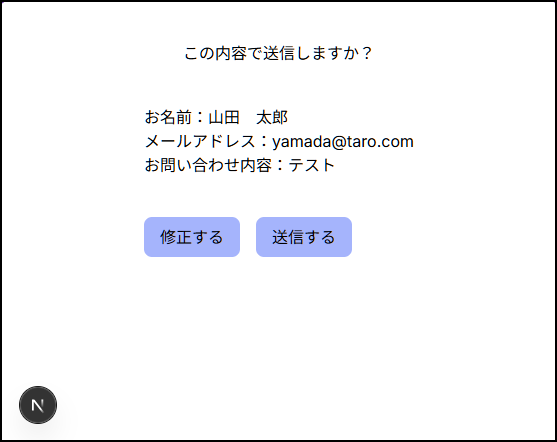 この内容で送信しますか？
お名前：山田　太郎
メールアドレス：yamada@taro.com
お問い合わせ内容：テスト
修正する
送信する
N